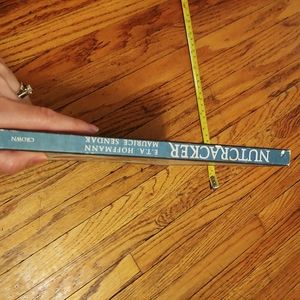 NUTCRACKER
E.T.A. HOFFMANN
MAURICE SENDAK
CROWN